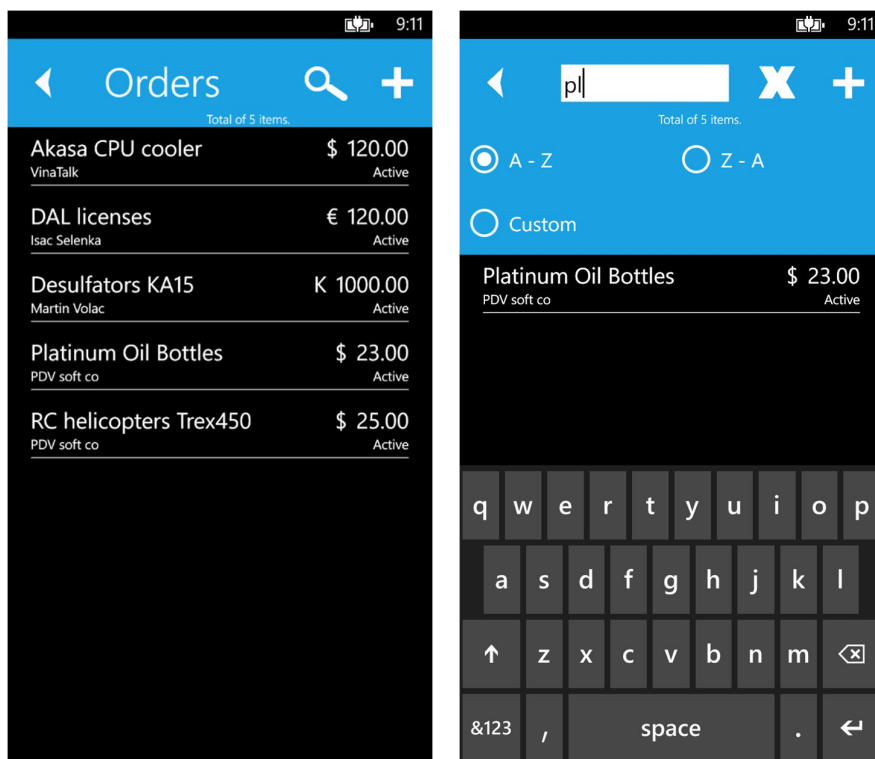 9:11
Orders
Total of 5 items.
Akasa CPU cooler $ 120.00
VinaTalk Active
DAL licenses € 120.00
Isac Selenka Active
Desulfators KA15 K 1000.00
Martin Volac Active
Platinum Oil Bottles $ 23.00
PDV soft co Active
RC helicopters Trex450 $ 25.00
PDV soft co Active
9:11
pl
Total of 5 items.
A - Z Z - A
Custom
Platinum Oil Bottles $ 23.00
PDV soft co Active
q w e r t y u i o p
a s d f g h j k l
z x c v b n m
&123 , space .